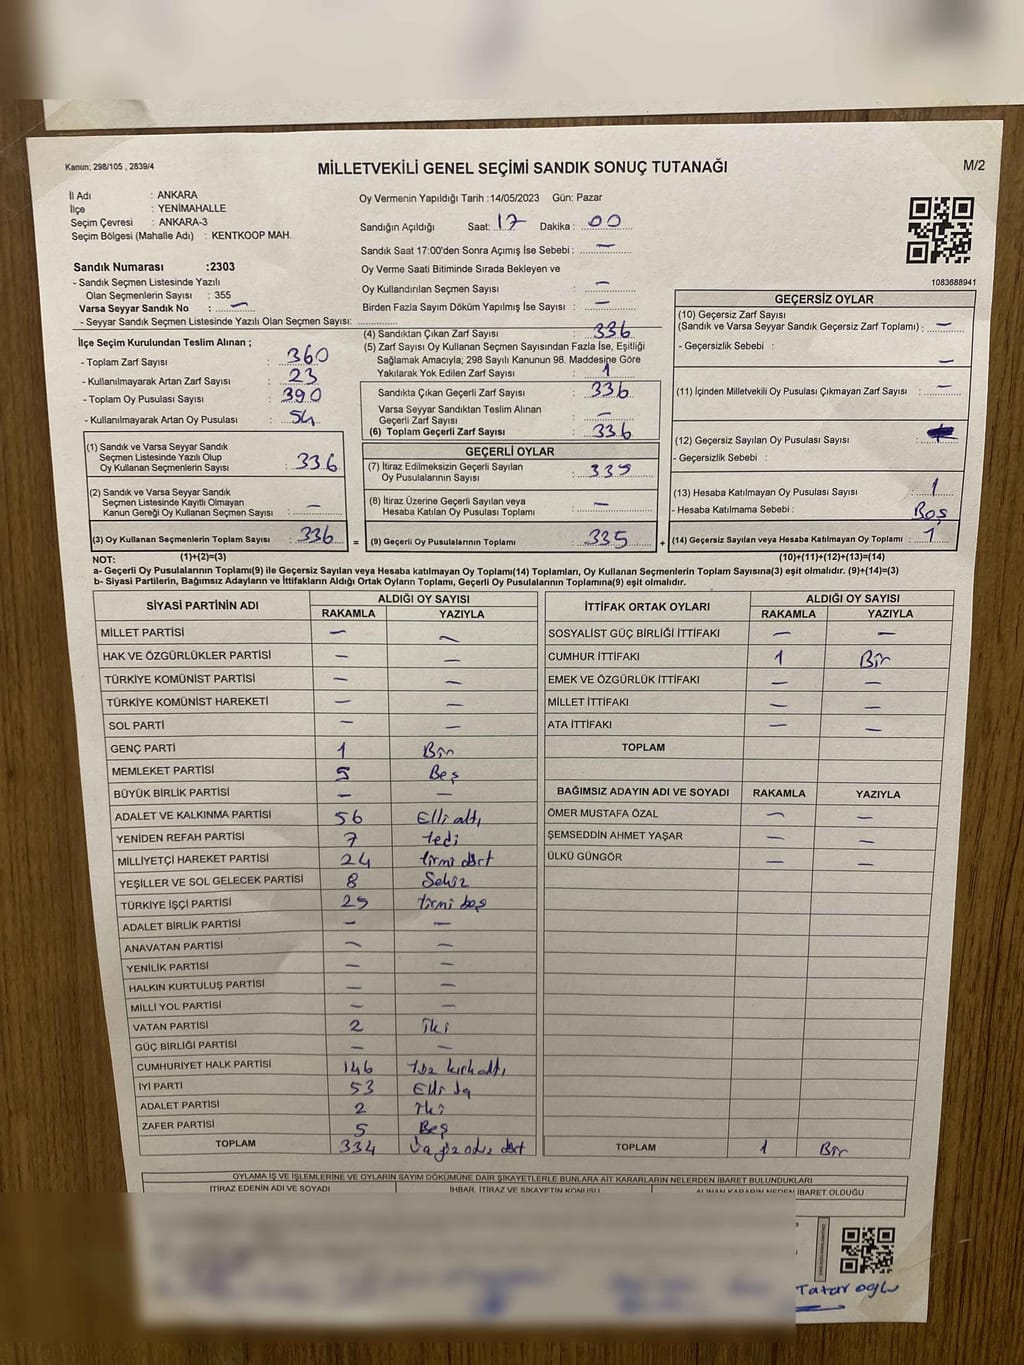 Kanun; 298/105 , 2839/4
MİLLETVEKİLİ GENEL SEÇİMİ SANDIK SONUÇ TUTANAĞI
M/2
İl Adı : ANKARA
İlçe : YENİMAHALLE
Seçim Çevresi : ANKARA-3
Seçim Bölgesi (Mahalle Adı) : KENTKOOP MAH.
Sandık Numarası :2303
- Sandık Seçmen Listesinde Yazılı
Olan Seçmenlerin Sayısı : 355
Varsa Seyyar Sandık No : —
- Seyyar Sandık Seçmen Listesinde Yazılı Olan Seçmen Sayısı:
İlçe Seçim Kurulundan Teslim Alınan ;
- Toplam Zarf Sayısı : 360
- Kullanılmayarak Artan Zarf Sayısı : 23
- Toplam Oy Pusulası Sayısı : 390
- Kullanılmayarak Artan Oy Pusulası : 54
(1) Sandık ve Varsa Seyyar Sandık
Seçmen Listesinde Yazılı Olup
Oy Kullanan Seçmenlerin Sayısı : 336
(2) Sandık ve Varsa Seyyar Sandık
Seçmen Listesinde Kayıtlı Olmayan
Kanun Gereği Oy Kullanan Seçmen Sayısı : —
(3) Oy Kullanan Seçmenlerin Toplam Sayısı : 336
Oy Vermenin Yapıldığı Tarih :14/05/2023 Gün: Pazar
Sandığın Açıldığı Saat: 17 Dakika : 00
Sandık Saat 17:00'den Sonra Açımış İse Sebebi : —
Oy Verme Saati Bitiminde Sırada Bekleyen ve
Oy Kullandırılan Seçmen Sayısı : —
Birden Fazla Sayım Döküm Yapılmış İse Sayısı : —
(4) Sandıktan Çıkan Zarf Sayısı : 336
(5) Zarf Sayısı Oy Kullanan Seçmen Sayısından Fazla İse, Eşitliği
Sağlamak Amacıyla; 298 Sayılı Kanunun 98. Maddesine Göre
Yakılarak Yok Edilen Zarf Sayısı : 1
Sandıkta Çıkan Geçerli Zarf Sayısı : 336
Varsa Seyyar Sandıktan Teslim Alınan
Geçerli Zarf Sayısı : —
(6) Toplam Geçerli Zarf Sayısı : 336
GEÇERLİ OYLAR
(7) İtiraz Edilmeksizin Geçerli Sayılan
Oy Pusulalarının Sayısı : 335
(8) İtiraz Üzerine Geçerli Sayılan veya
Hesaba Katılan Oy Pusulası Toplamı : —
= (9) Geçerli Oy Pusulalarının Toplamı : 335 +
1083688941
GEÇERSİZ OYLAR
(10) Geçersiz Zarf Sayısı
(Sandık ve Varsa Seyyar Sandık Geçersiz Zarf Toplamı) : —
- Geçersizlik Sebebi : —
(11) İçinden Milletvekili Oy Pusulası Çıkmayan Zarf Sayısı : —
(12) Geçersiz Sayılan Oy Pusulası Sayısı :
- Geçersizlik Sebebi :
(13) Hesaba Katılmayan Oy Pusulası Sayısı : 1
- Hesaba Katılmama Sebebi : Boş
(14) Geçersiz Sayılan veya Hesaba Katılmayan Oy Toplamı : 1
NOT: (1)+(2)=(3) (10)+(11)+(12)+(13)=(14)
a- Geçerli Oy Pusulalarının Toplamı(9) ile Geçersiz Sayılan veya Hesaba katılmayan Oy Toplamı(14) Toplamları, Oy Kullanan Seçmenlerin Toplam Sayısına(3) eşit olmalıdır. (9)+(14)=(3)
b- Siyasi Partilerin, Bağımsız Adayların ve İttifakların Aldığı Ortak Oyların Toplamı, Geçerli Oy Pusulalarının Toplamına(9) eşit olmalıdır.
SİYASİ PARTİNİN ADI ALDIĞI OY SAYISI
RAKAMLA YAZIYLA
MİLLET PARTİSİ — —
HAK VE ÖZGÜRLÜKLER PARTİSİ — —
TÜRKİYE KOMÜNİST PARTİSİ — —
TÜRKİYE KOMÜNİST HAREKETİ — —
SOL PARTİ — —
GENÇ PARTİ 1 Bir
MEMLEKET PARTİSİ 5 Beş
BÜYÜK BİRLİK PARTİSİ — —
ADALET VE KALKINMA PARTİSİ 56 Elli altı
YENİDEN REFAH PARTİSİ 7 Yedi
MİLLİYETÇİ HAREKET PARTİSİ 24 Yirmi dört
YEŞİLLER VE SOL GELECEK PARTİSİ 8 Sekiz
TÜRKİYE İŞÇİ PARTİSİ 25 Yirmi beş
ADALET BİRLİK PARTİSİ — —
ANAVATAN PARTİSİ — —
YENİLİK PARTİSİ — —
HALKIN KURTULUŞ PARTİSİ — —
MİLLİ YOL PARTİSİ — —
VATAN PARTİSİ 2 İki
GÜÇ BİRLİĞİ PARTİSİ — —
CUMHURİYET HALK PARTİSİ 146 Yüz kırk altı
İYİ PARTİ 53 Elli üç
ADALET PARTİSİ 2 İki
ZAFER PARTİSİ 5 Beş
TOPLAM 334 Üç yüz otuz dört
İTTİFAK ORTAK OYLARI ALDIĞI OY SAYISI
RAKAMLA YAZIYLA
SOSYALİST GÜÇ BİRLİĞİ İTTİFAKI — —
CUMHUR İTTİFAKI 1 Bir
EMEK VE ÖZGÜRLÜK İTTİFAKI — —
MİLLET İTTİFAKI — —
ATA İTTİFAKI — —
TOPLAM
BAĞIMSIZ ADAYIN ADI VE SOYADI RAKAMLA YAZIYLA
ÖMER MUSTAFA ÖZAL — —
ŞEMSEDDİN AHMET YAŞAR — —
ÜLKÜ GÜNGÖR — —
TOPLAM 1 Bir
OYLAMA İŞ VE İŞLEMLERİNE VE OYLARIN SAYIM DÖKÜMÜNE DAİR ŞİKAYETLERLE BUNLARA AİT KARARLARIN NELERDEN İBARET BULUNDUKLARI
İTİRAZ EDENİN ADI VE SOYADI İHBAR, İTİRAZ VE ŞİKAYETİN KONUSU ALINAN KARARIN NEDEN İBARET OLDUĞU
Tataroğlu